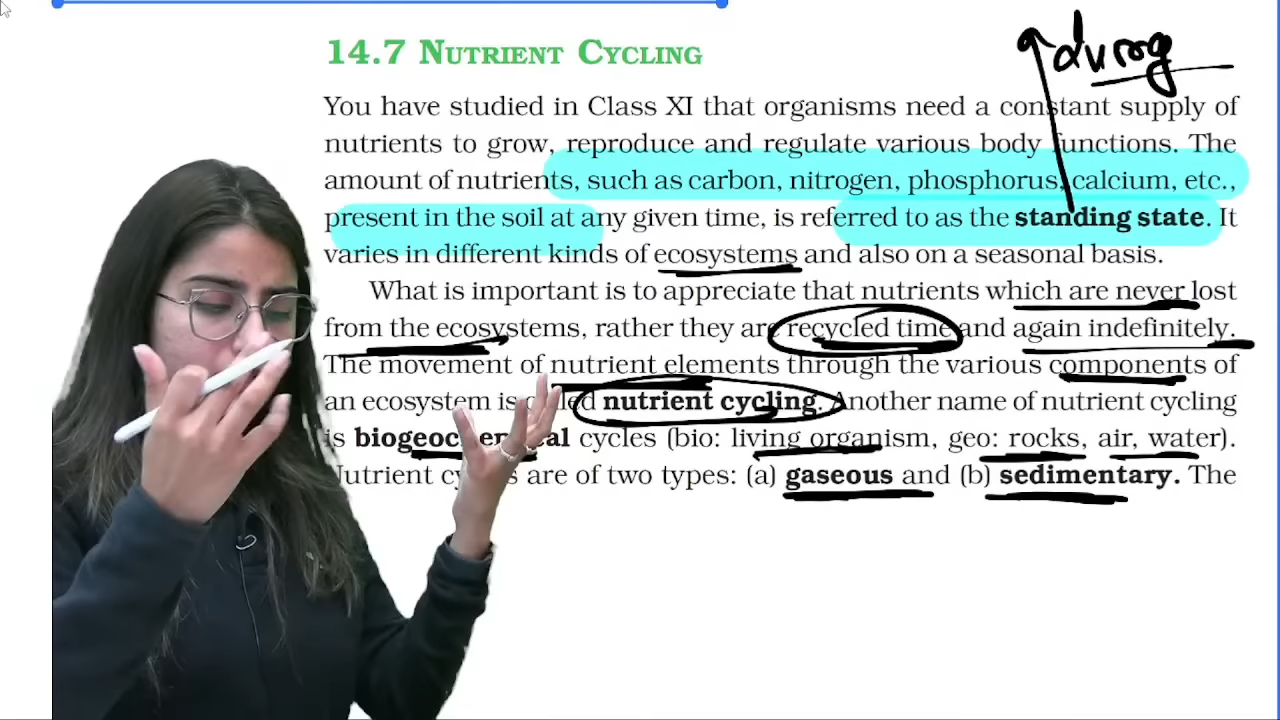 14.7 NUTRIENT CYCLING
You have studied in Class XI that organisms need a constant supply of
nutrients to grow, reproduce and regulate various body functions. The
amount of nutrients, such as carbon, nitrogen, phosphorus, calcium, etc.,
present in the soil at any given time, is referred to as the standing state. It
varies in different kinds of ecosystems and also on a seasonal basis.
What is important is to appreciate that nutrients which are never lost
from the ecosystems, rather they are recycled time and again indefinitely.
The movement of nutrient elements through the various components of
an ecosystem is called nutrient cycling. Another name of nutrient cycling
is biogeochemical cycles (bio: living organism, geo: rocks, air, water).
Nutrient cycles are of two types: (a) gaseous and (b) sedimentary. The